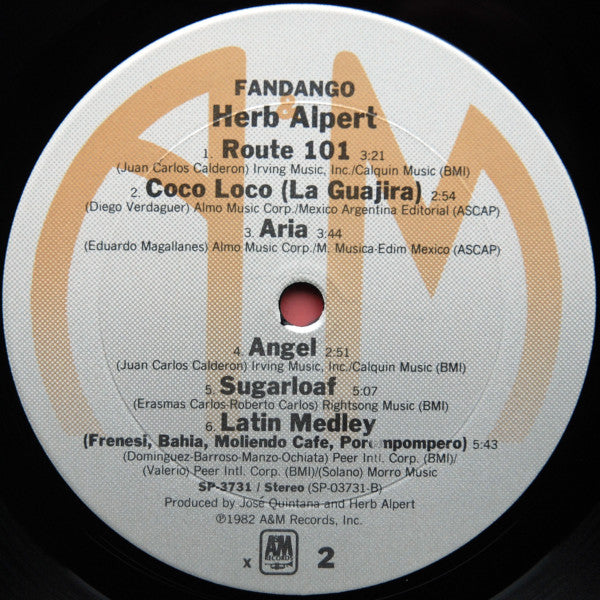 FANDANGO
Herb Alpert
1. Route 101 3:21
(Juan Carlos Calderon) Irving Music, Inc./Calquin Music (BMI)
2. Coco Loco (La Guajira) 2:54
(Diego Verdaguer) Almo Music Corp./Mexico Argentina Editorial (ASCAP)
3. Aria 3:44
(Eduardo Magallanes) Almo Music Corp./M. Musica-Edim Mexico (ASCAP)
4. Angel 2:51
(Juan Carlos Calderon) Irving Music, Inc./Calquin Music (BMI)
5. Sugarloaf 5:07
(Erasmas Carlos-Roberto Carlos) Rightsong Music (BMI)
6. Latin Medley
(Frenesi, Bahia, Moliendo Cafe, Porompompero) 5:43
(Dominguez-Barroso-Manzo-Ochiata) Peer Intl. Corp. (BMI)/
(Valerio) Peer Intl. Corp. (BMI)/(Solano) Morro Music
SP-3731 / Stereo (SP-03731-B)
Produced by José Quintana and Herb Alpert
℗1982 A&M Records, Inc.
x A&M RECORDS 2